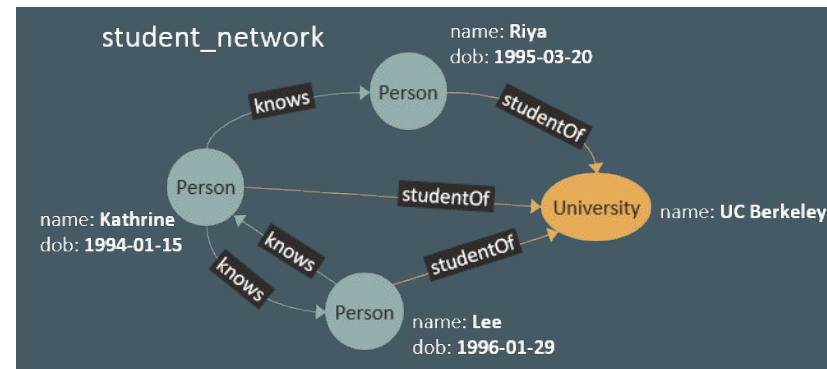 student_network
name: Riya
dob: 1995-03-20
Person
knows
studentOf
Person
studentOf
University
name: UC Berkeley
name: Kathrine
dob: 1994-01-15
knows
studentOf
knows
Person
name: Lee
dob: 1996-01-29